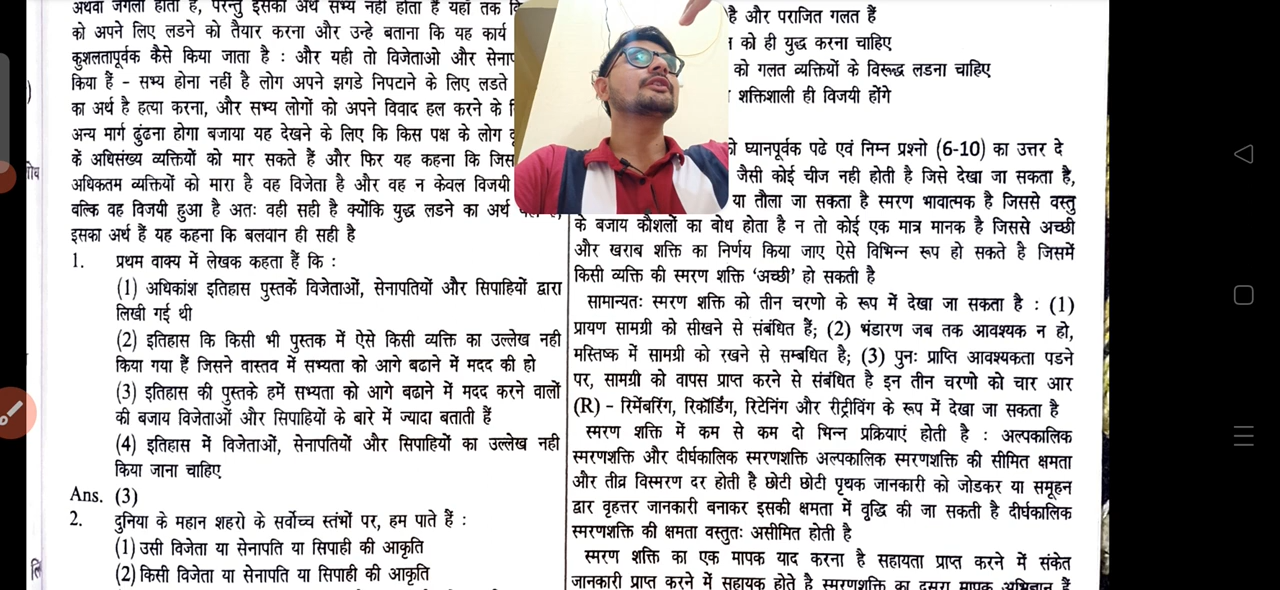 अथवा जंगली होता है, परन्तु इसका अर्थ सभ्य नही होता है यहाँ तक
को अपने लिए लडने को तैयार करना और उन्हे बताना कि यह कार्य
कुशलतापूर्वक कैसे किया जाता है : और यही तो विजेताओ और
किया हैं - सभ्य होना नहीं है लोग अपने झगडे निपटाने के लिए लडते
का अर्थ है हत्या करना, और सभ्य लोगों को अपने विवाद हल करने के
अन्य मार्ग ढुंढना होगा बजाया यह देखने के लिए कि किस पक्ष के लोग
कें अधिसंख्य व्यक्तियों को मार सकते हैं और फिर यह कहना कि जिस
अधिकतम व्यक्तियों को मारा है वह विजेता है और वह न केवल विजयी
वल्कि वह विजयी हुआ है अतः वही सही है क्योंकि युद्ध लडने का अर्थ
इसका अर्थ हैं यह कहना कि बलवान ही सही है
1. प्रथम वाक्य में लेखक कहता हैं कि :
(1) अधिकांश इतिहास पुस्तकें विजेताओं, सेनापतियों और सिपाहियों द्वारा
लिखी गई थी
(2) इतिहास कि किसी भी पुस्तक में ऐसे किसी व्यक्ति का उल्लेख नही
किया गया हैं जिसने वास्तव में सभ्यता को आगे बढाने में मदद की हो
(3) इतिहास की पुस्तके हमें सभ्यता को आगे बढाने में मदद करने वालों
की बजाय विजेताओं और सिपाहियों के बारे में ज्यादा बताती हैं
(4) इतिहास में विजेताओं, सेनापतियों और सिपाहियों का उल्लेख नही
किया जाना चाहिए
Ans. (3)
2. दुनिया के महान शहरो के सर्वोच्च स्तंभों पर, हम पाते हैं :
(1) उसी विजेता या सेनापति या सिपाही की आकृति
(2) किसी विजेता या सेनापति या सिपाही की आकृति
है और पराजित गलत हैं
को ही युद्ध करना चाहिए
को गलत व्यक्तियों के विरूद्ध लडना चाहिए
शक्तिशाली ही विजयी होंगे
घ्यानपूर्वक पढे एवं निम्न प्रश्नो (6-10) का उत्तर दे
जैसी कोई चीज नही होती है जिसे देखा जा सकता है,
या तौला जा सकता है स्मरण भावात्मक है जिससे वस्तु
के बजाय कौशलों का बोध होता है न तो कोई एक मात्र मानक है जिससे अच्छी
और खराब शक्ति का निर्णय किया जाए ऐसे विभिन्न रूप हो सकते है जिसमें
किसी व्यक्ति की स्मरण शक्ति 'अच्छी' हो सकती है
सामान्यतः स्मरण शक्ति को तीन चरणो के रूप में देखा जा सकता है : (1)
प्रायण सामग्री को सीखने से संबंधित हैं; (2) भंडारण जब तक आवश्यक न हो,
मस्तिष्क में सामग्री को रखने से सम्बधित है; (3) पुनः प्राप्ति आवश्यकता पडने
पर, सामग्री को वापस प्राप्त करने से संबंधित है इन तीन चरणो को चार आर
(R) - रिमेंबरिंग, रिकॉर्डिंग, रिटेनिंग और रीट्रीविंग के रूप में देखा जा सकता है
स्मरण शक्ति में कम से कम दो भिन्न प्रक्रियाएं होती है : अल्पकालिक
स्मरणशक्ति और दीर्घकालिक स्मरणशक्ति अल्पकालिक स्मरणशक्ति की सीमित क्षमता
और तीव्र विस्मरण दर होती है छोटी छोटी पृथक जानकारी को जोडकर या समूहन
द्वार वृहत्तर जानकारी बनाकर इसकी क्षमता में वृद्धि की जा सकती है दीर्घकालिक
स्मरणशक्ति की क्षमता वस्तुतः असीमित होती है
स्मरण शक्ति का एक मापक याद करना है सहायता प्राप्त करने में संकेत
जानकारी प्राप्त करने में सहायक होते है स्मरणशक्ति का दूसरा मापक अभिज्ञान हैं